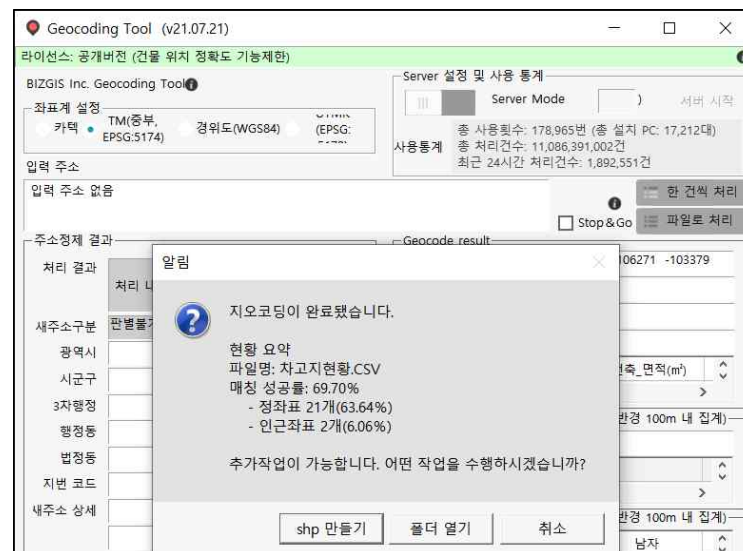 Geocoding Tool (v21.07.21)
라이선스: 공개버전 (건물 위치 정확도 기능제한)
BIZGIS Inc. Geocoding Tool
좌표계 설정
카텍
TM(중부, EPSG:5174)
경위도(WGS84)
(EPSG:
Server 설정 및 사용 통계
Server Mode
)
서버 시작
사용통계
총 사용횟수: 178,965번 (총 설치 PC: 17,212대)
총 처리건수: 11,086,391,002건
최근 24시간 처리건수: 1,892,551건
입력 주소
입력 주소 없음
한 건씩 처리
Stop&Go
파일로 처리
주소정제 결과
Geocode result
처리 결과
처리 나
106271 -103379
새주소구분
판별불가
광역시
시군구
3차행정
행정동
법정동
지번 코드
새주소 상세
알림
지오코딩이 완료됐습니다.
현황 요약
파일명: 차고지현황.CSV
매칭 성공률: 69.70%
- 정좌표 21개(63.64%)
- 인근좌표 2개(6.06%)
추가작업이 가능합니다. 어떤 작업을 수행하시겠습니까?
shp 만들기
폴더 열기
취소
건축_면적(m²)
반경 100m 내 집계)
반경 100m 내 집계)
남자